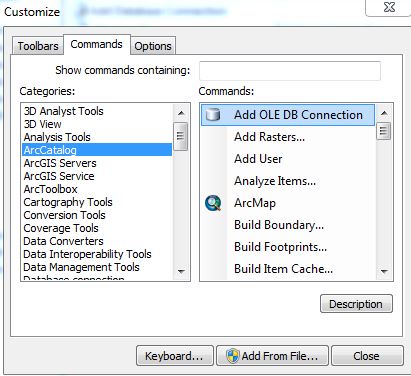 Customize
Toolbars
Commands
Options
Show commands containing:
Categories:
3D Analyst Tools
3D View
Analysis Tools
ArcCatalog
ArcGIS Servers
ArcGIS Service
ArcToolbox
Cartography Tools
Conversion Tools
Coverage Tools
Data Converters
Data Interoperability Tools
Data Management Tools
Database connection
Commands:
Add OLE DB Connection
Add Rasters...
Add User
Analyze Items...
ArcMap
Build Boundary...
Build Footprints...
Build Item Cache...
Description
Keyboard...
Add From File...
Close